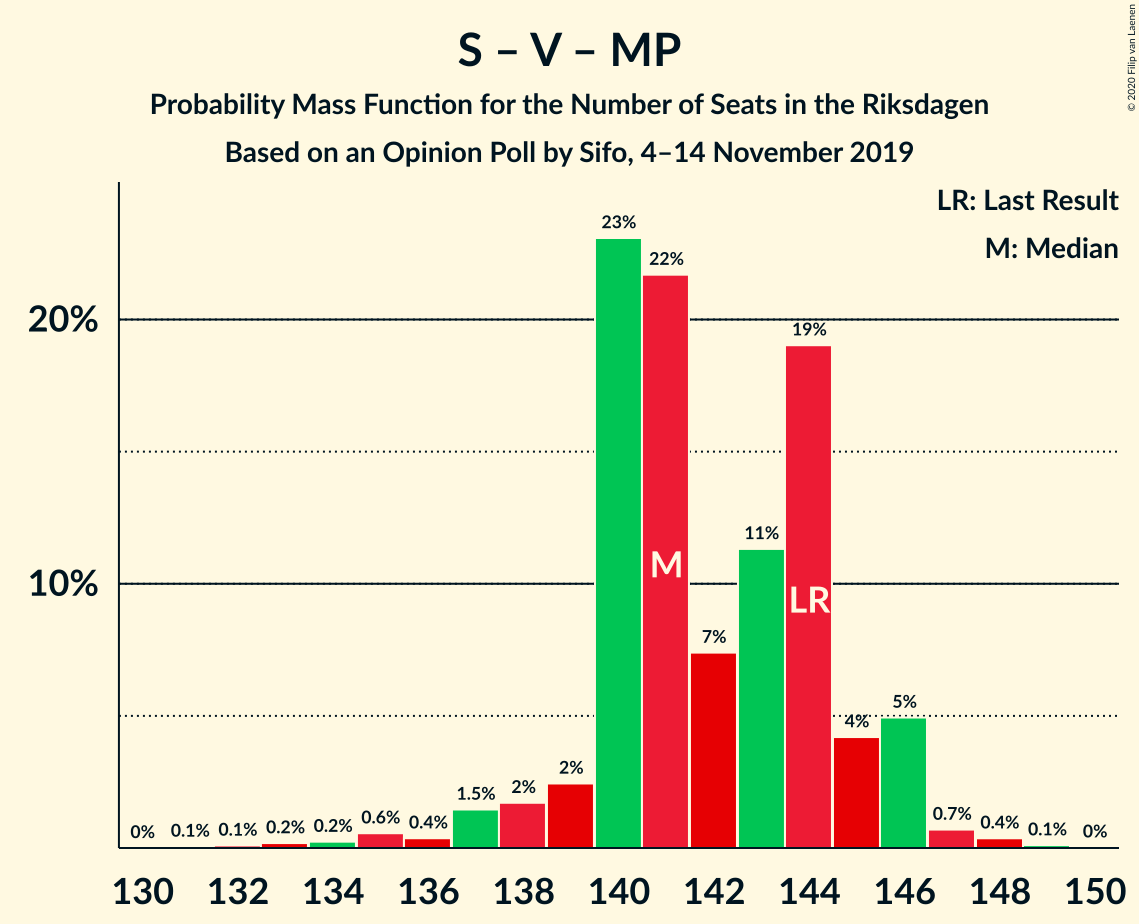 S – V – MP
Probability Mass Function for the Number of Seats in the Riksdagen
Based on an Opinion Poll by Sifo, 4–14 November 2019
© 2020 Filip van Laenen
LR: Last Result
M: Median
20%
10%
0%
0.1%
0.1%
0.2%
0.2%
0.6%
0.4%
1.5%
2%
2%
23%
22%
7%
11%
19%
4%
5%
0.7%
0.4%
0.1%
0%
M
LR
130 132 134 136 138 140 142 144 146 148 150